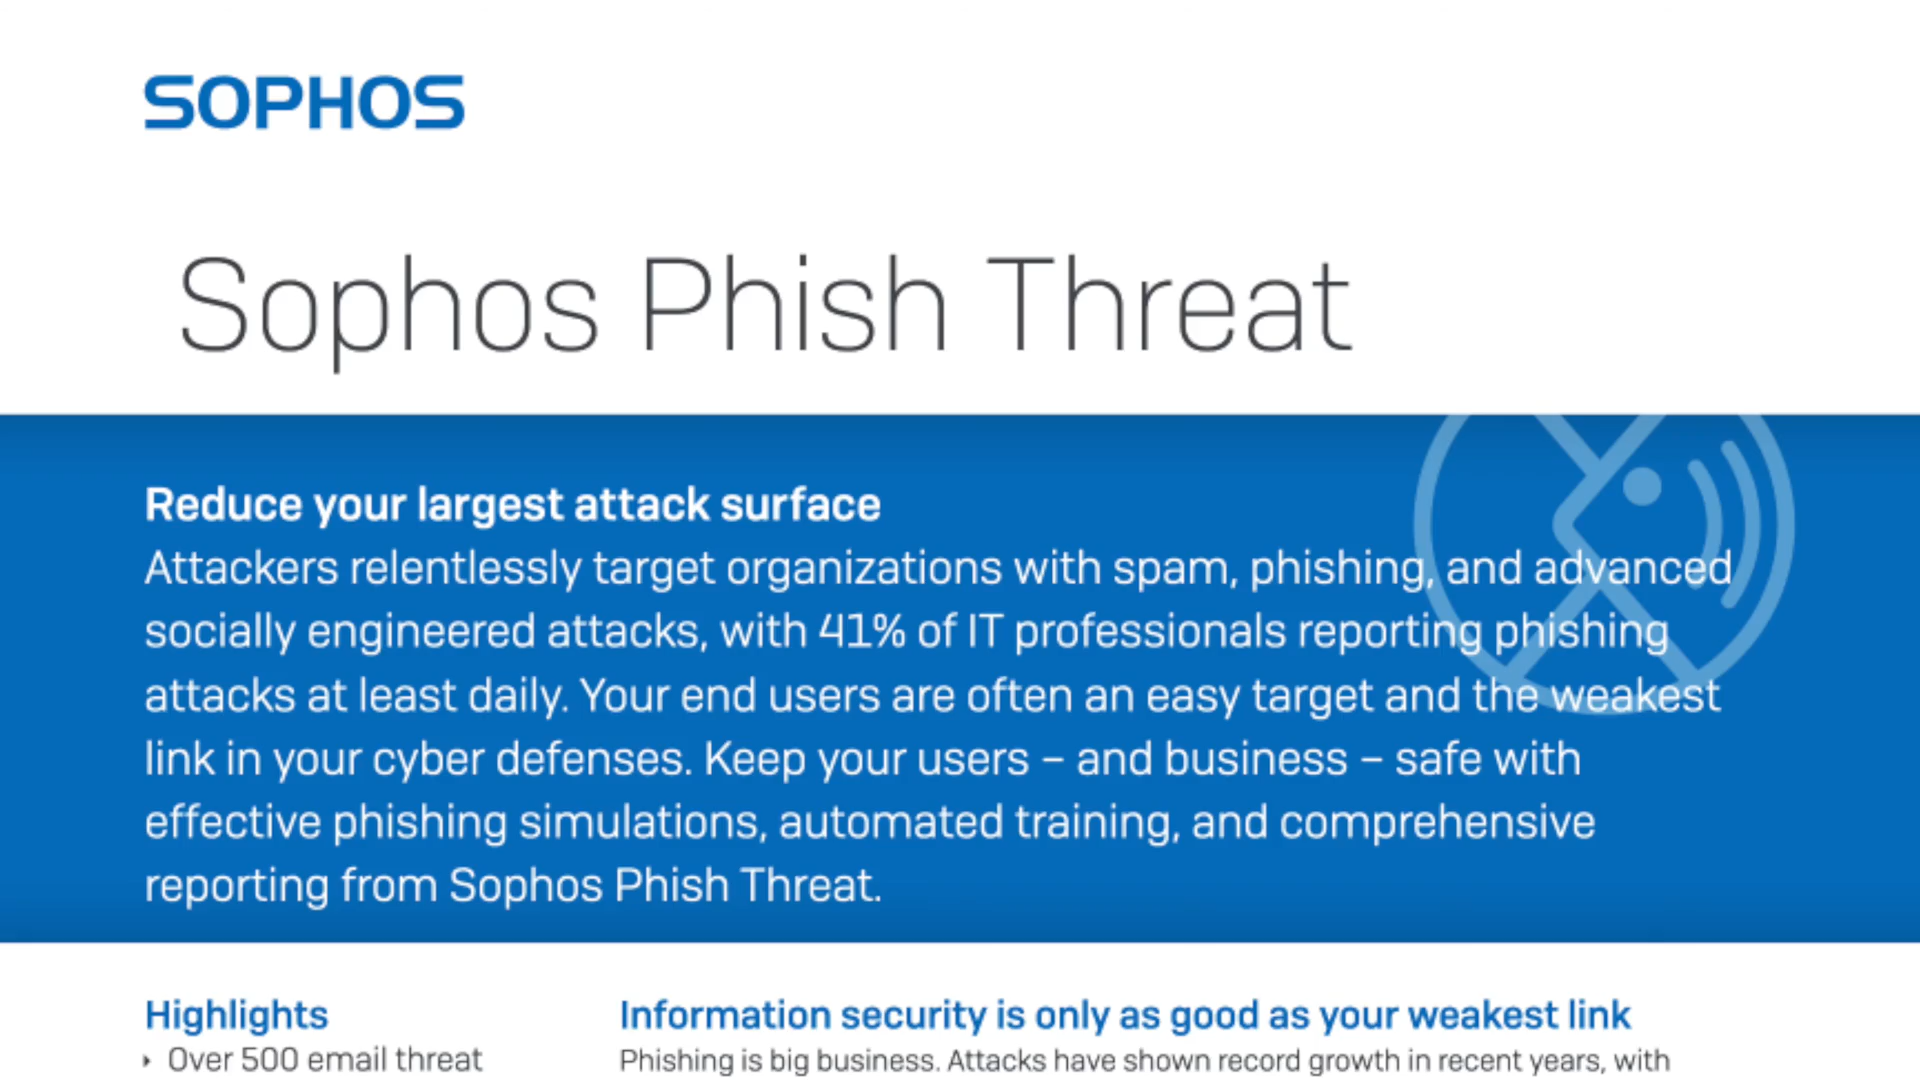 SOPHOS
Sophos Phish Threat
Reduce your largest attack surface
Attackers relentlessly target organizations with spam, phishing, and advanced
socially engineered attacks, with 41% of IT professionals reporting phishing
attacks at least daily. Your end users are often an easy target and the weakest
link in your cyber defenses. Keep your users – and business – safe with
effective phishing simulations, automated training, and comprehensive
reporting from Sophos Phish Threat.
Highlights
‣ Over 500 email threat
Information security is only as good as your weakest link
Phishing is big business. Attacks have shown record growth in recent years, with